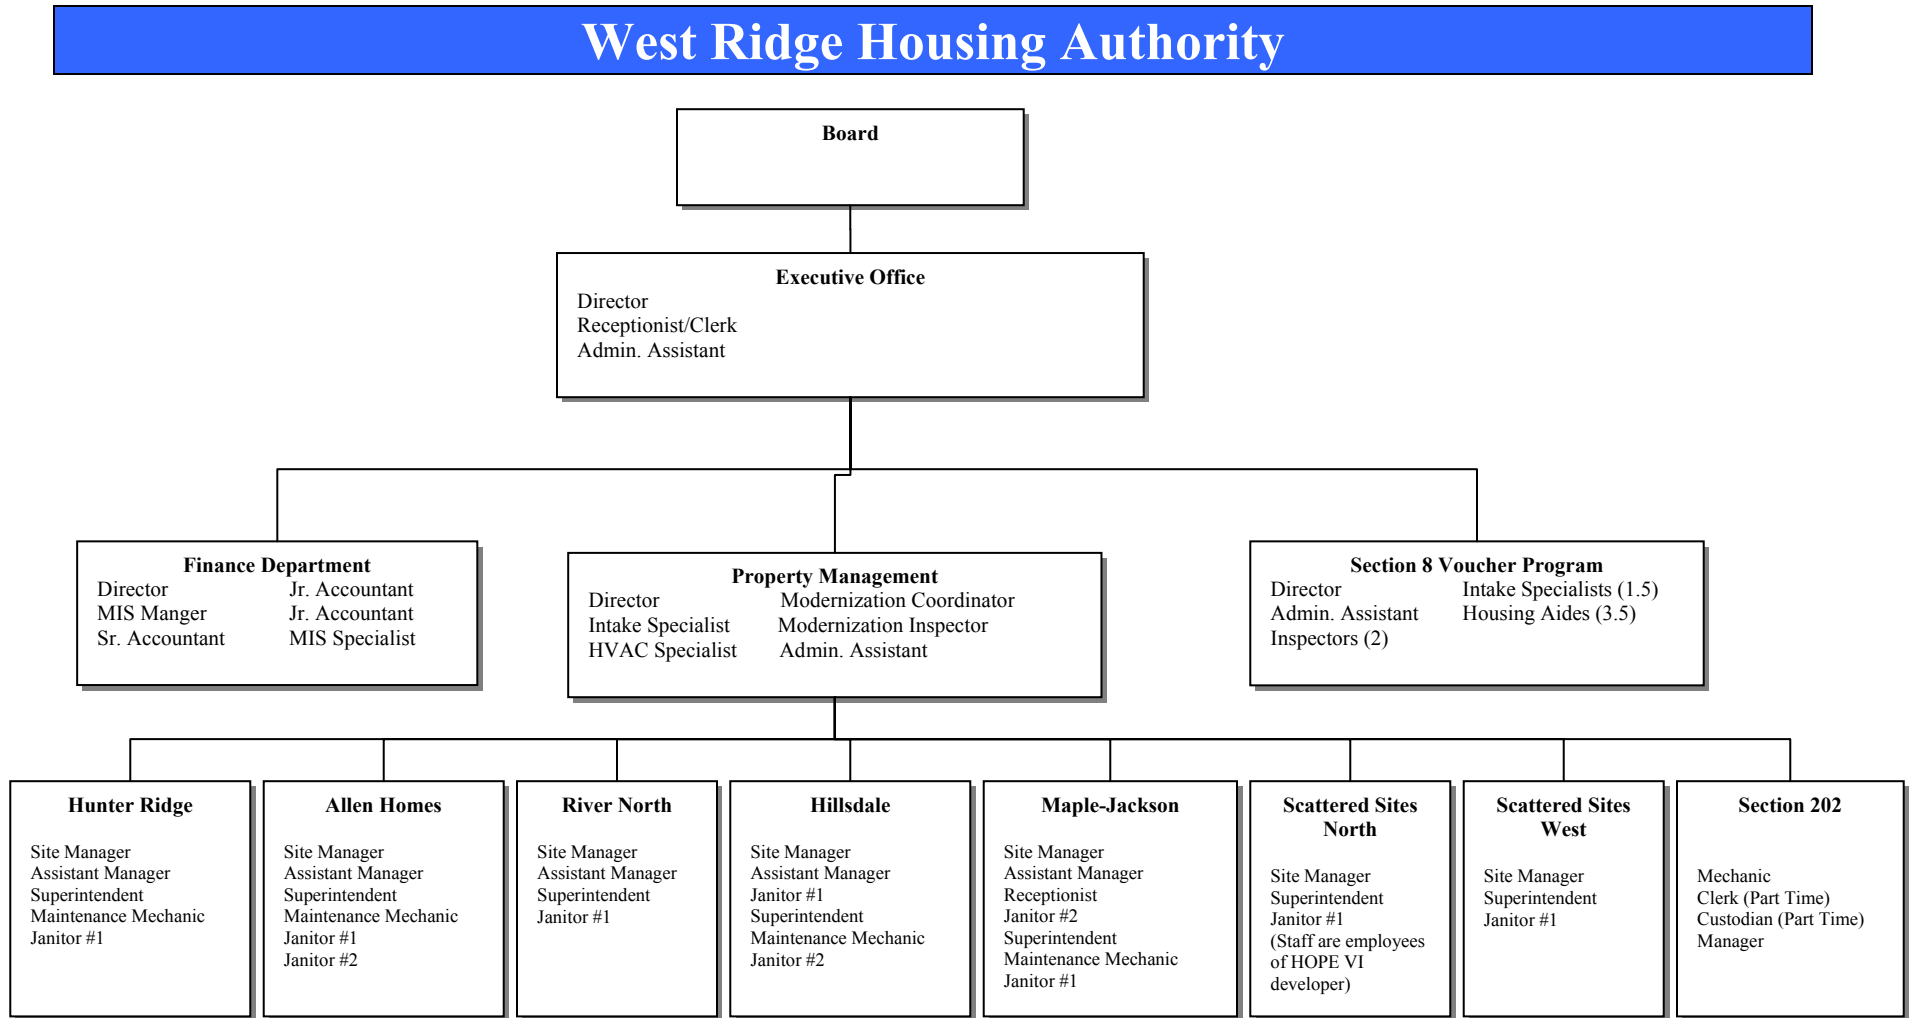 West Ridge Housing Authority
Board
Executive Office
Director
Receptionist/Clerk
Admin. Assistant
Finance Department
Director Jr. Accountant
MIS Manger Jr. Accountant
Sr. Accountant MIS Specialist
Property Management
Director Modernization Coordinator
Intake Specialist Modernization Inspector
HVAC Specialist Admin. Assistant
Section 8 Voucher Program
Director Intake Specialists (1.5)
Admin. Assistant Housing Aides (3.5)
Inspectors (2)
Hunter Ridge
Site Manager
Assistant Manager
Superintendent
Maintenance Mechanic
Janitor #1
Allen Homes
Site Manager
Assistant Manager
Superintendent
Maintenance Mechanic
Janitor #1
Janitor #2
River North
Site Manager
Assistant Manager
Superintendent
Janitor #1
Hillsdale
Site Manager
Assistant Manager
Janitor #1
Superintendent
Maintenance Mechanic
Janitor #2
Maple-Jackson
Site Manager
Assistant Manager
Receptionist
Janitor #2
Superintendent
Maintenance Mechanic
Janitor #1
Scattered Sites
North
Site Manager
Superintendent
Janitor #1
(Staff are employees
of HOPE VI
developer)
Scattered Sites
West
Site Manager
Superintendent
Janitor #1
Section 202
Mechanic
Clerk (Part Time)
Custodian (Part Time)
Manager